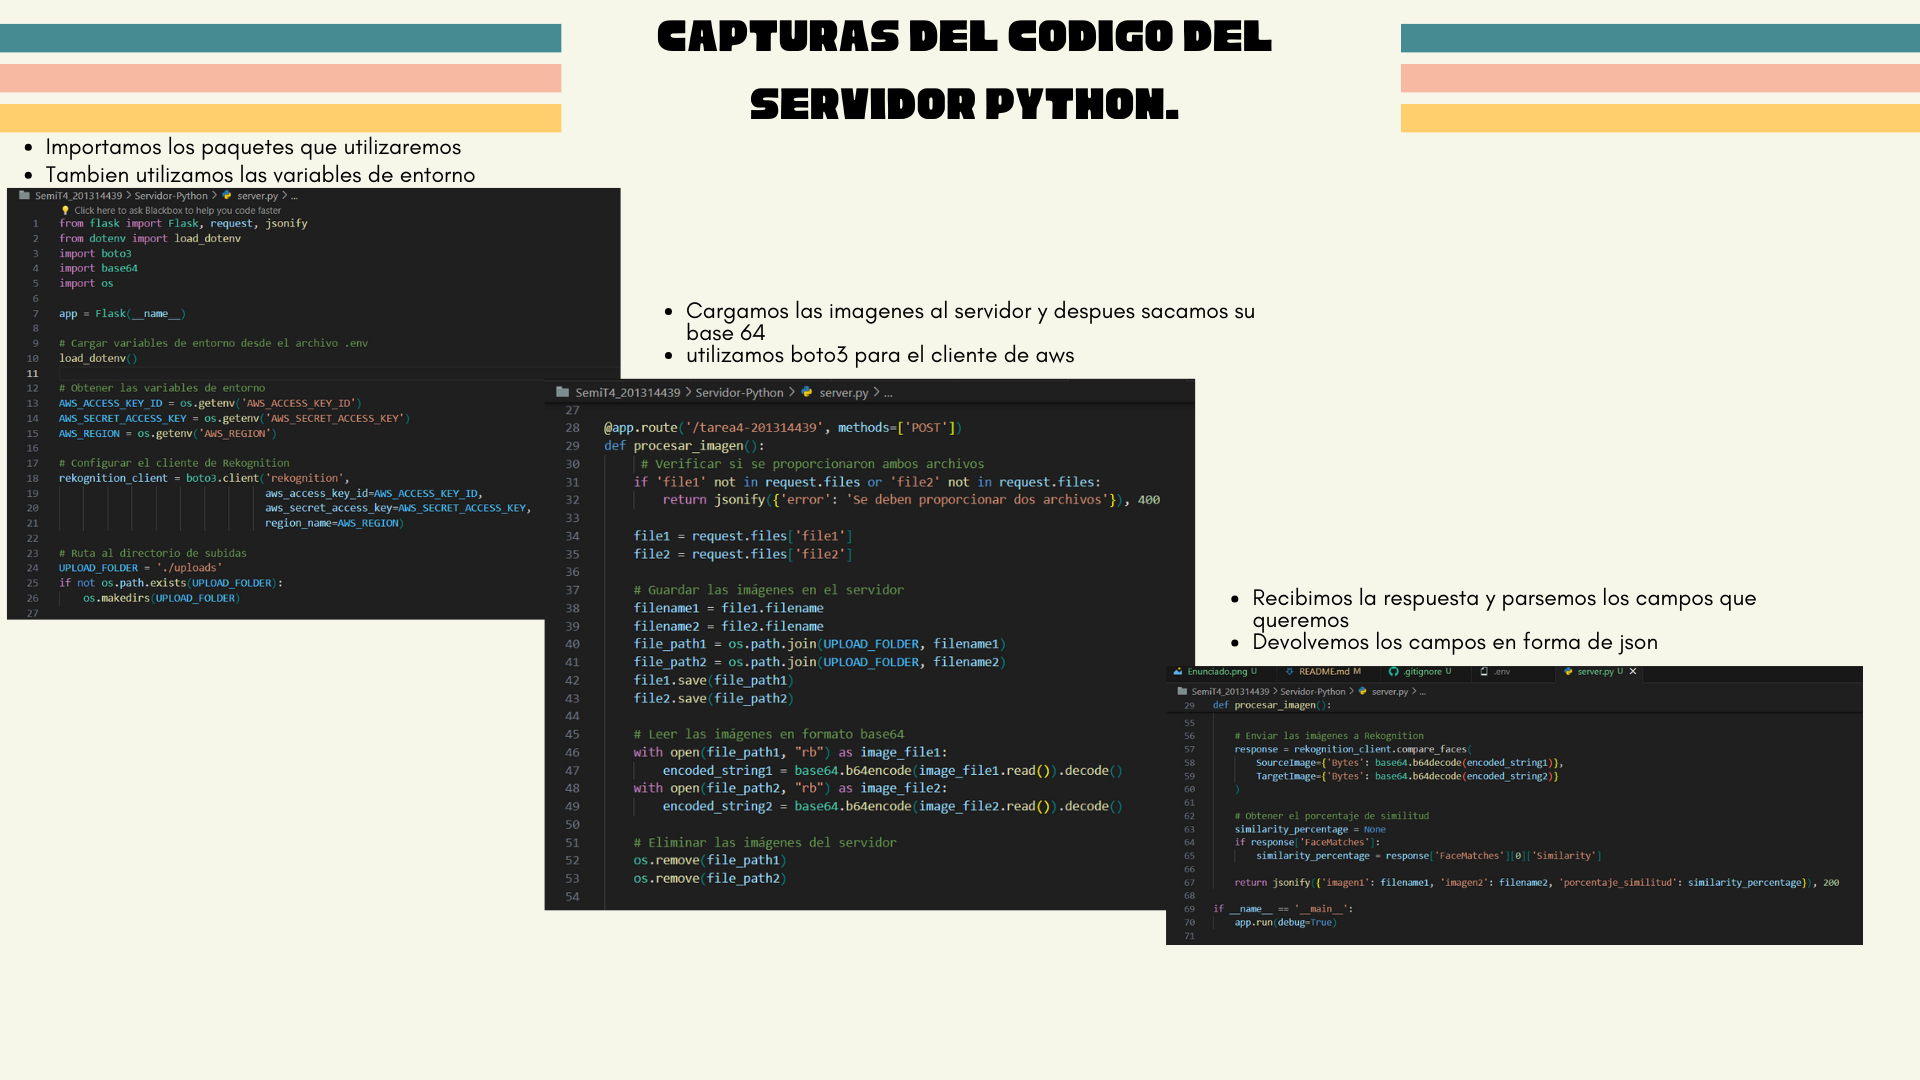 CAPTURAS DEL CODIGO DEL
SERVIDOR PYTHON.
• Importamos los paquetes que utilizaremos
• Tambien utilizamos las variables de entorno
SemiT4_201314439 > Servidor-Python > server.py > ...
Click here to ask Blackbox to help you code faster
1 from flask import Flask, request, jsonify
2 from dotenv import load_dotenv
3 import boto3
4 import base64
5 import os
6
7 app = Flask(__name__)
8
9 # Cargar variables de entorno desde el archivo .env
10 load_dotenv()
11
12 # Obtener las variables de entorno
13 AWS_ACCESS_KEY_ID = os.getenv('AWS_ACCESS_KEY_ID')
14 AWS_SECRET_ACCESS_KEY = os.getenv('AWS_SECRET_ACCESS_KEY')
15 AWS_REGION = os.getenv('AWS_REGION')
16
17 # Configurar el cliente de Rekognition
18 rekognition_client = boto3.client('rekognition',
19 aws_access_key_id=AWS_ACCESS_KEY_ID,
20 aws_secret_access_key=AWS_SECRET_ACCESS_KEY,
21 region_name=AWS_REGION)
22
23 # Ruta al directorio de subidas
24 UPLOAD_FOLDER = './uploads'
25 if not os.path.exists(UPLOAD_FOLDER):
26 os.makedirs(UPLOAD_FOLDER)
27
• Cargamos las imagenes al servidor y despues sacamos su
base 64
• utilizamos boto3 para el cliente de aws
SemiT4_201314439 > Servidor-Python > server.py > ...
27
28 @app.route('/tarea4-201314439', methods=['POST'])
29 def procesar_imagen():
30 # Verificar si se proporcionaron ambos archivos
31 if 'file1' not in request.files or 'file2' not in request.files:
32 return jsonify({'error': 'Se deben proporcionar dos archivos'}), 400
33
34 file1 = request.files['file1']
35 file2 = request.files['file2']
36
37 # Guardar las imágenes en el servidor
38 filename1 = file1.filename
39 filename2 = file2.filename
40 file_path1 = os.path.join(UPLOAD_FOLDER, filename1)
41 file_path2 = os.path.join(UPLOAD_FOLDER, filename2)
42 file1.save(file_path1)
43 file2.save(file_path2)
44
45 # Leer las imágenes en formato base64
46 with open(file_path1, "rb") as image_file1:
47 encoded_string1 = base64.b64encode(image_file1.read()).decode()
48 with open(file_path2, "rb") as image_file2:
49 encoded_string2 = base64.b64encode(image_file2.read()).decode()
50
51 # Eliminar las imágenes del servidor
52 os.remove(file_path1)
53 os.remove(file_path2)
54
• Recibimos la respuesta y parsemos los campos que
queremos
• Devolvemos los campos en forma de json
Enunciado.png U README.md M .gitignore U .env server.py U ×
SemiT4_201314439 > Servidor-Python > server.py > ...
29 def procesar_imagen():
55
56 # Enviar las imágenes a Rekognition
57 response = rekognition_client.compare_faces(
58 SourceImage={'Bytes': base64.b64decode(encoded_string1)},
59 TargetImage={'Bytes': base64.b64decode(encoded_string2)}
60 )
61
62 # Obtener el porcentaje de similitud
63 similarity_percentage = None
64 if response['FaceMatches']:
65 similarity_percentage = response['FaceMatches'][0]['Similarity']
66
67 return jsonify({'imagen1': filename1, 'imagen2': filename2, 'porcentaje_similitud': similarity_percentage}), 200
68
69 if __name__ == '__main__':
70 app.run(debug=True)
71